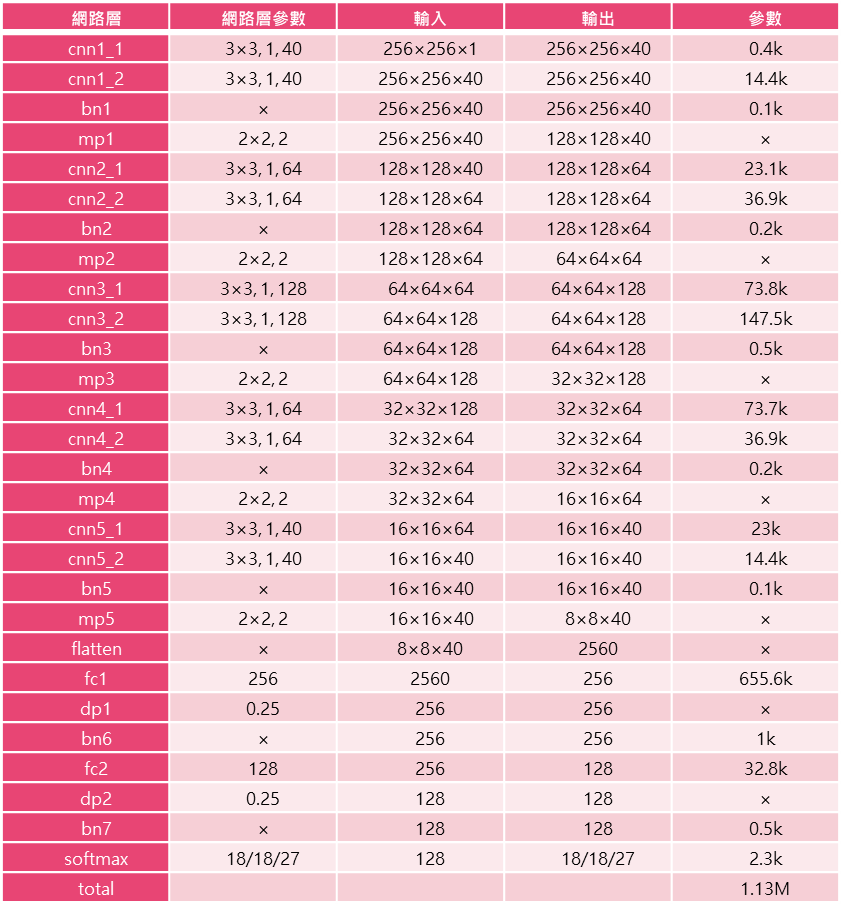 網路層 網路層參數 輸入 輸出 參數
cnn1_1 3×3, 1, 40 256×256×1 256×256×40 0.4k
cnn1_2 3×3, 1, 40 256×256×40 256×256×40 14.4k
bn1 × 256×256×40 256×256×40 0.1k
mp1 2×2, 2 256×256×40 128×128×40 ×
cnn2_1 3×3, 1, 64 128×128×40 128×128×64 23.1k
cnn2_2 3×3, 1, 64 128×128×64 128×128×64 36.9k
bn2 × 128×128×64 128×128×64 0.2k
mp2 2×2, 2 128×128×64 64×64×64 ×
cnn3_1 3×3, 1, 128 64×64×64 64×64×128 73.8k
cnn3_2 3×3, 1, 128 64×64×128 64×64×128 147.5k
bn3 × 64×64×128 64×64×128 0.5k
mp3 2×2, 2 64×64×128 32×32×128 ×
cnn4_1 3×3, 1, 64 32×32×128 32×32×64 73.7k
cnn4_2 3×3, 1, 64 32×32×64 32×32×64 36.9k
bn4 × 32×32×64 32×32×64 0.2k
mp4 2×2, 2 32×32×64 16×16×64 ×
cnn5_1 3×3, 1, 40 16×16×64 16×16×40 23k
cnn5_2 3×3, 1, 40 16×16×40 16×16×40 14.4k
bn5 × 16×16×40 16×16×40 0.1k
mp5 2×2, 2 16×16×40 8×8×40 ×
flatten × 8×8×40 2560 ×
fc1 256 2560 256 655.6k
dp1 0.25 256 256 ×
bn6 × 256 256 1k
fc2 128 256 128 32.8k
dp2 0.25 128 128 ×
bn7 × 128 128 0.5k
softmax 18/18/27 128 18/18/27 2.3k
total 1.13M